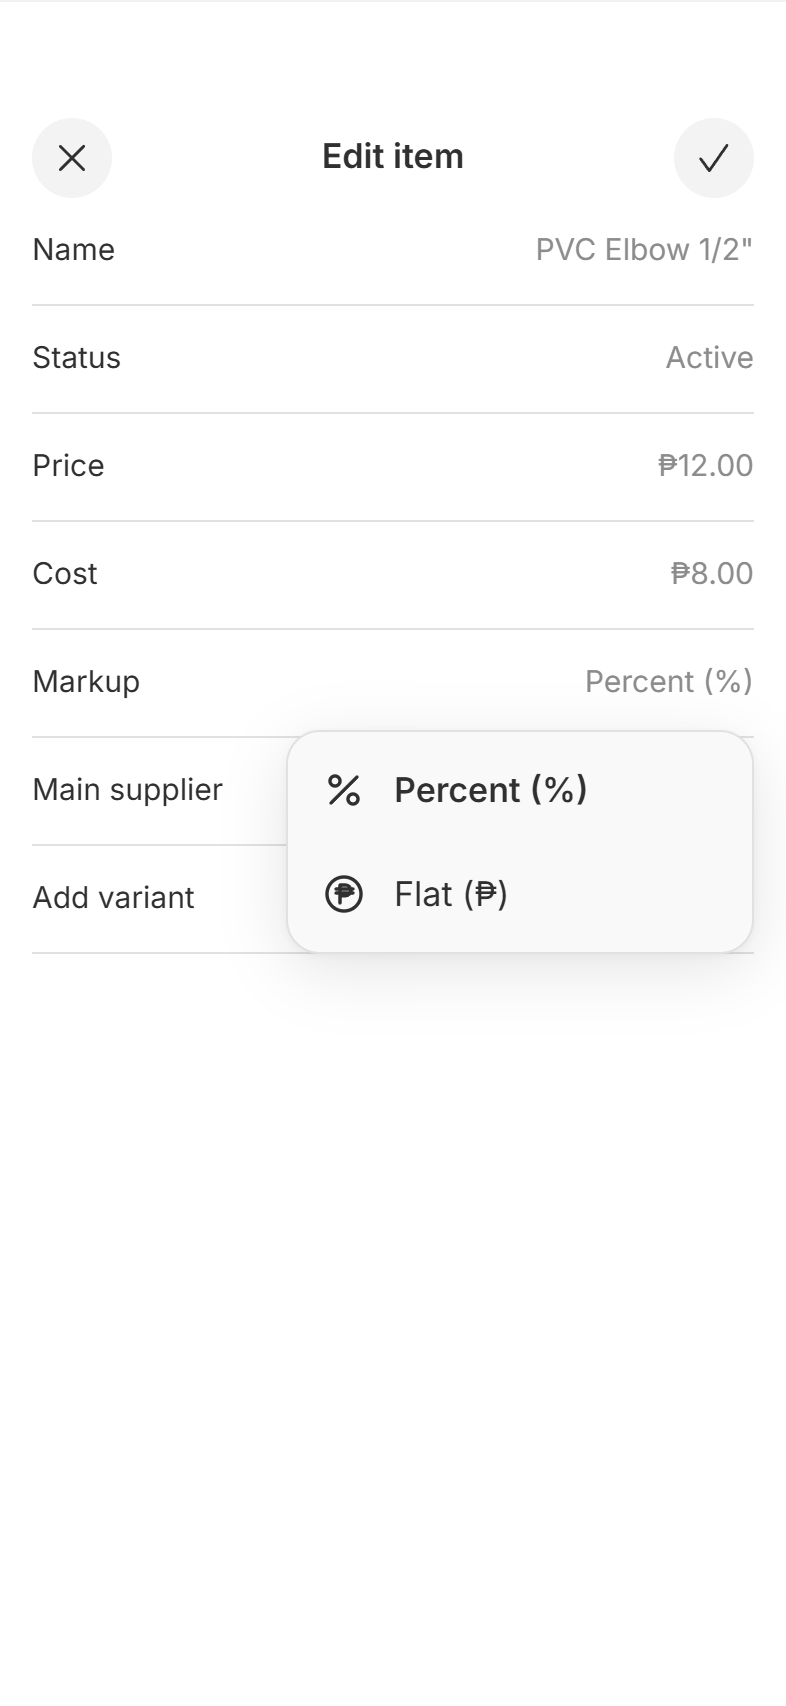 Edit item
Name PVC Elbow 1/2"
Status Active
Price ₱12.00
Cost ₱8.00
Markup Percent (%)
Main supplier
% Percent (%)
Add variant
₱ Flat (₱)